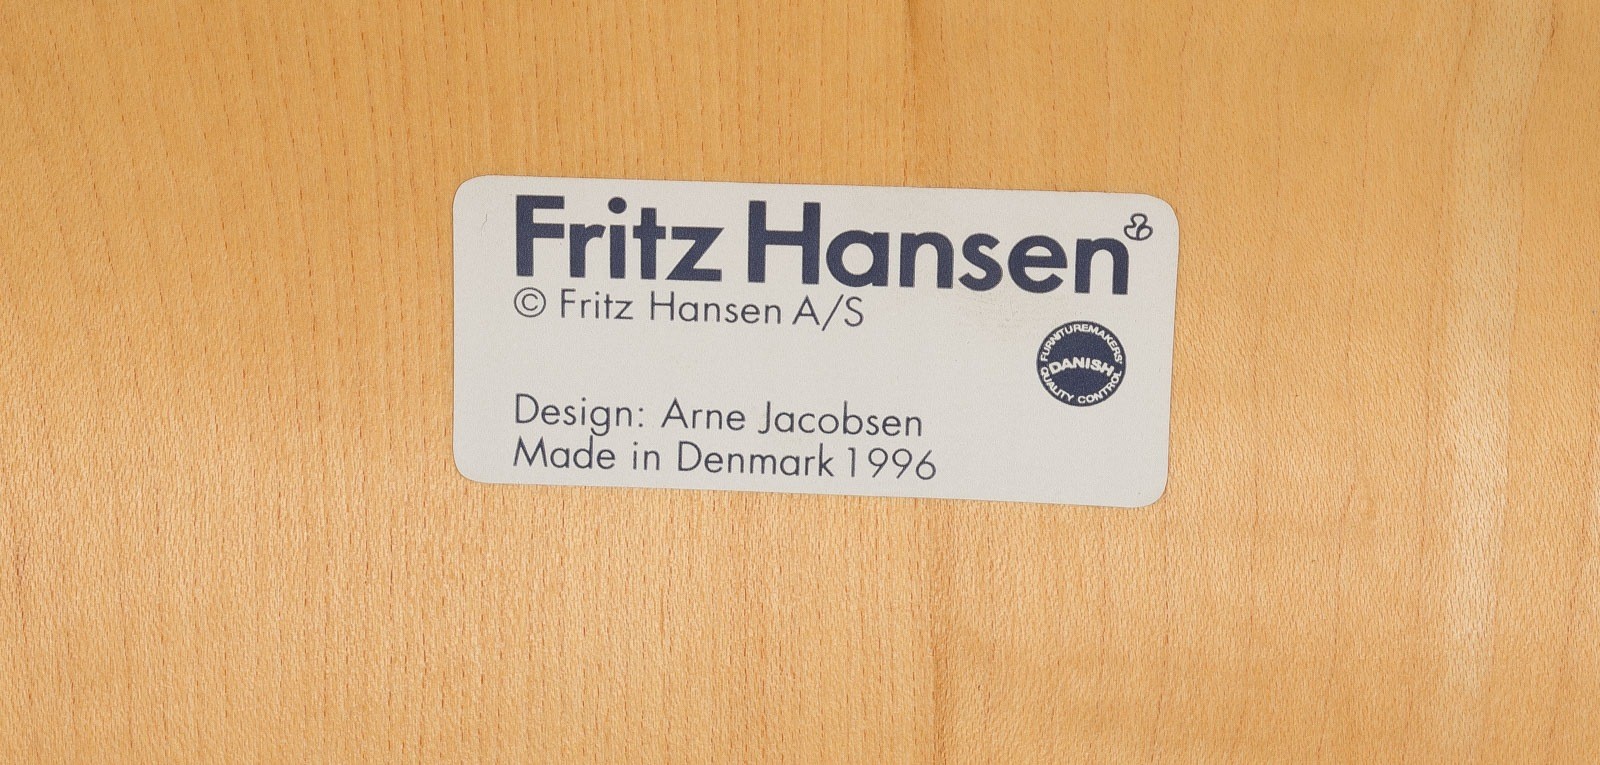 Fritz Hansen
© Fritz Hansen A/S
FURNITUREMAKERS'
DANISH
QUALITY CONTROL
Design: Arne Jacobsen
Made in Denmark 1996